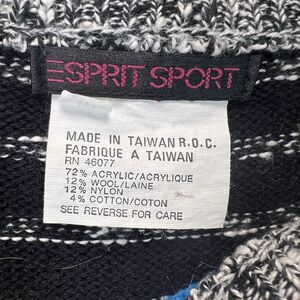 ESPRIT SPORT
MADE IN TAIWAN R.O.C.
FABRIQUE A TAIWAN
RN 46077
72% ACRYLIC/ACRYLIQUE
12% WOOL/LAINE
12% NYLON
4% COTTON/COTON
SEE REVERSE FOR CARE